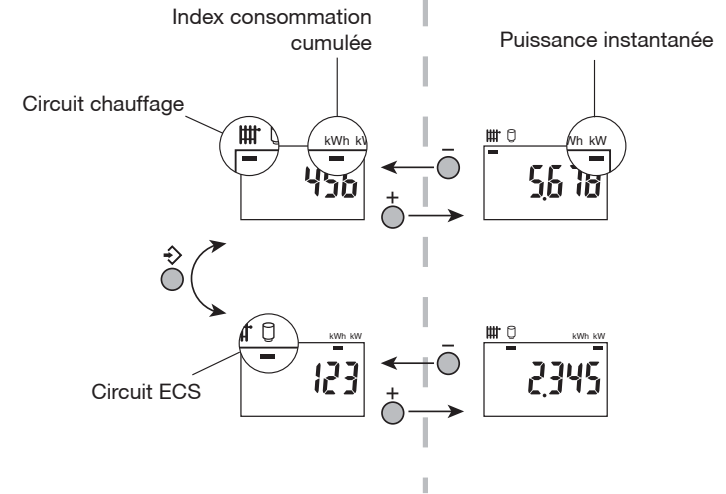 Index consommation
cumulée
Puissance instantanée
Circuit chauffage
kWh kW
Wh kW
−
456
5.678
+
kWh kW
kWh kW
−
123
2.345
Circuit ECS
+